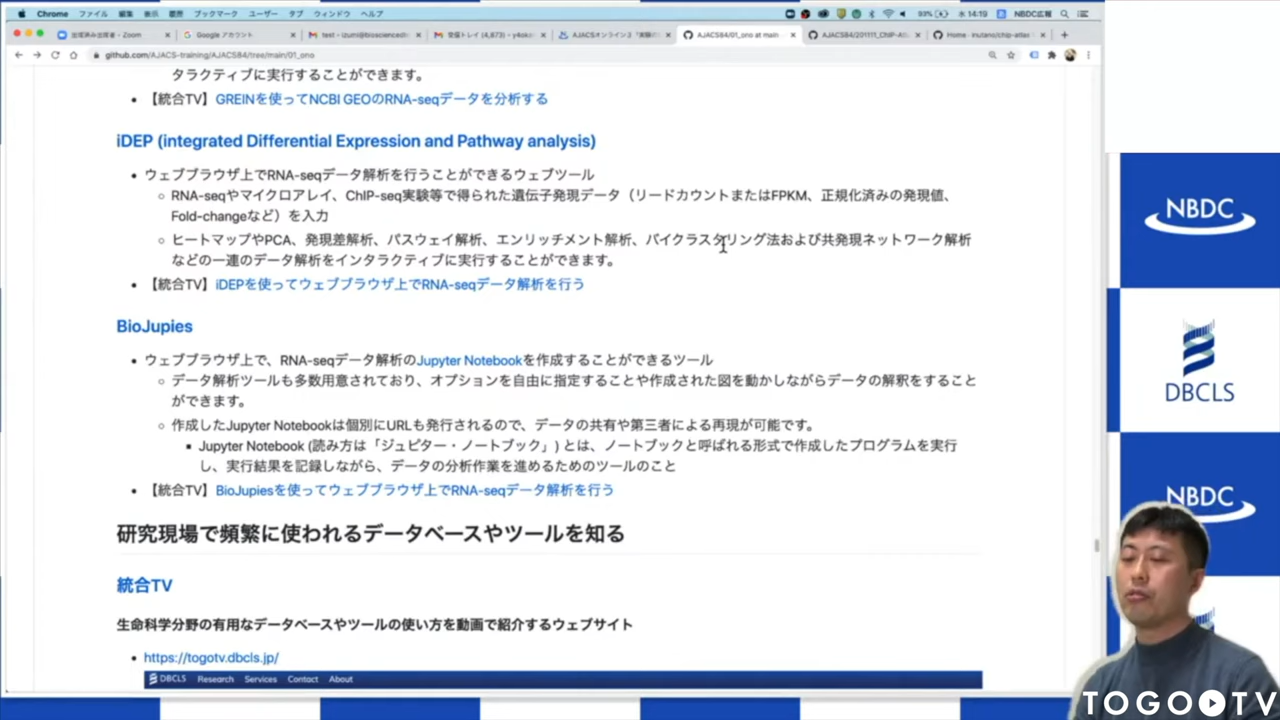 Chrome ファイル 編集 表示 履歴 ブックマーク ユーザー タブ ウィンドウ ヘルプ 93% 水 14:19 NBDC広報
Google アカウント
AJACS84/01_ono at main
github.com/AJACS-training/AJACS84/tree/main/01_ono
タラクティブに実行することができます。
【統合TV】GREINを使ってNCBI GEOのRNA-seqデータを分析する
iDEP (integrated Differential Expression and Pathway analysis)
ウェブブラウザ上でRNA-seqデータ解析を行うことができるウェブツール
RNA-seqやマイクロアレイ、ChIP-seq実験等で得られた遺伝子発現データ（リードカウントまたはFPKM、正規化済みの発現値、
Fold-changeなど）を入力
ヒートマップやPCA、発現差解析、パスウェイ解析、エンリッチメント解析、バイクラスタリング法および共発現ネットワーク解析
などの一連のデータ解析をインタラクティブに実行することができます。
【統合TV】iDEPを使ってウェブブラウザ上でRNA-seqデータ解析を行う
BioJupies
ウェブブラウザ上で、RNA-seqデータ解析のJupyter Notebookを作成することができるツール
データ解析ツールも多数用意されており、オプションを自由に指定することや作成された図を動かしながらデータの解釈をすること
ができます。
作成したJupyter Notebookは個別にURLも発行されるので、データの共有や第三者による再現が可能です。
Jupyter Notebook (読み方は「ジュピター・ノートブック」) とは、ノートブックと呼ばれる形式で作成したプログラムを実行
し、実行結果を記録しながら、データの分析作業を進めるためのツールのこと
【統合TV】BioJupiesを使ってウェブブラウザ上でRNA-seqデータ解析を行う
研究現場で頻繁に使われるデータベースやツールを知る
統合TV
生命科学分野の有用なデータベースやツールの使い方を動画で紹介するウェブサイト
https://togotv.dbcls.jp/
DBCLS Research Services Contact About
NBDC
DBCLS
NBDC
TOGOTV